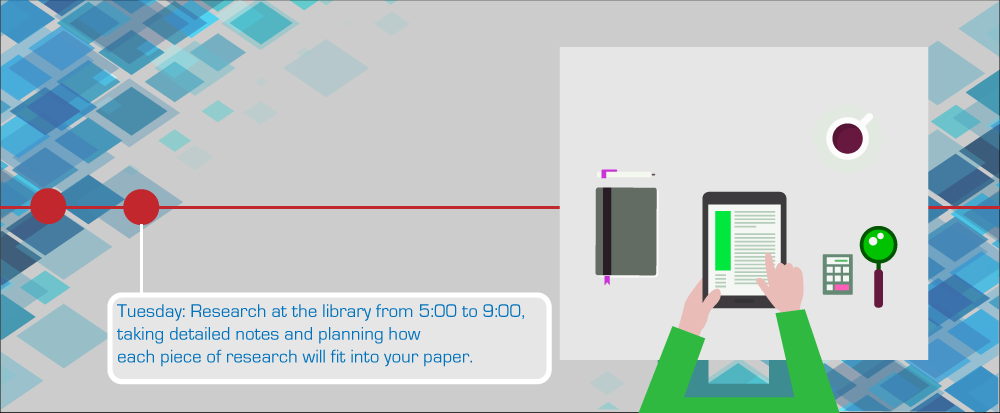 Tuesday: Research at the library from 5:00 to 9:00,
taking detailed notes and planning how
each piece of research will fit into your paper.